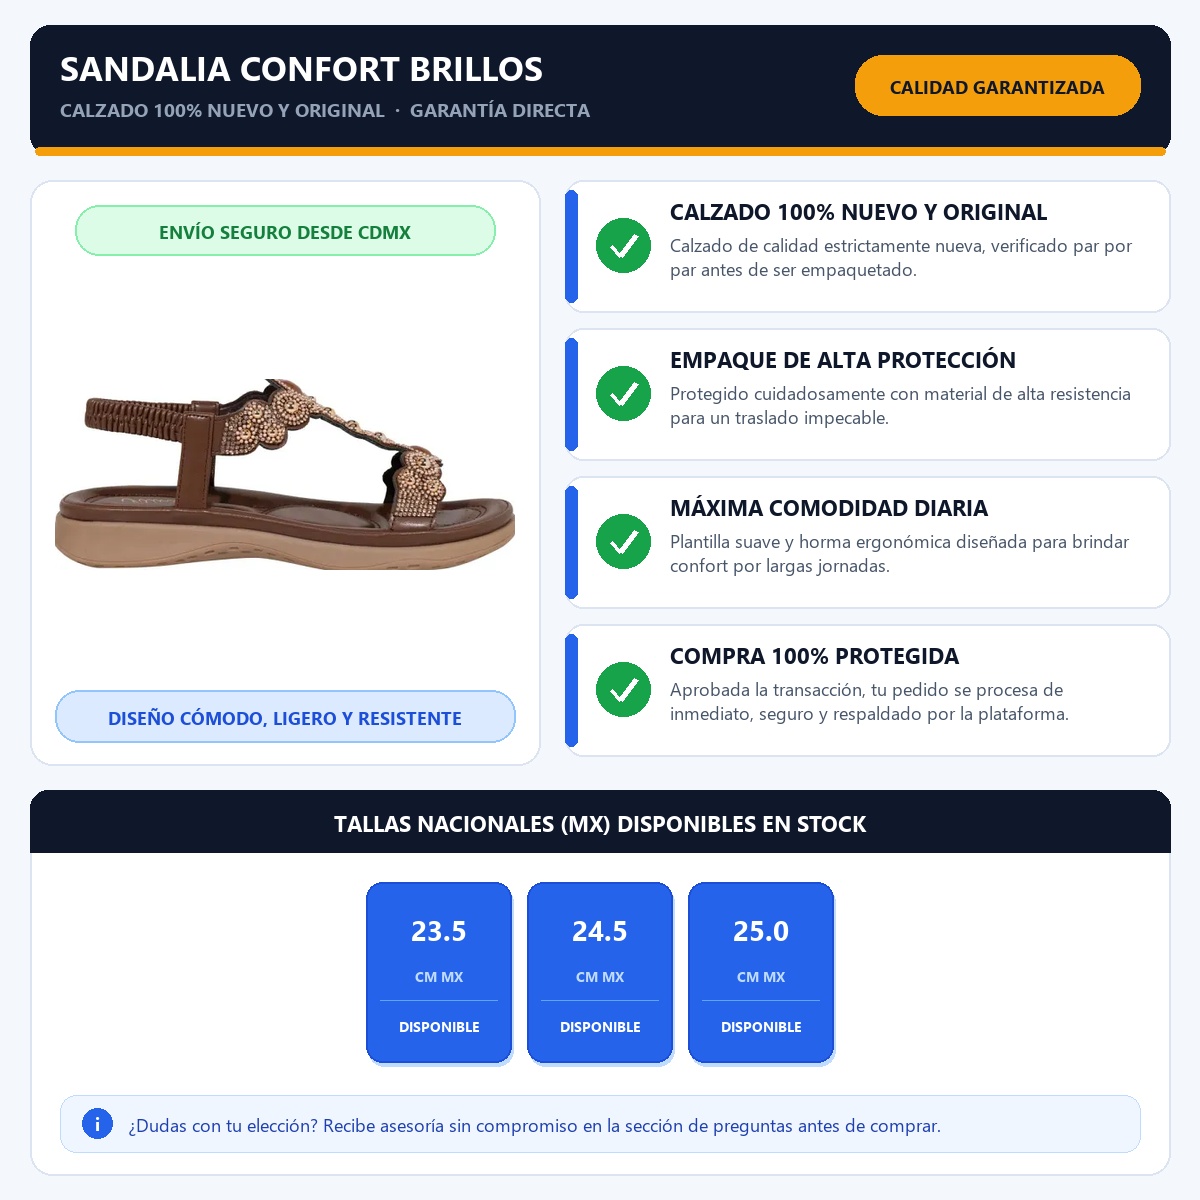 SANDALIA CONFORT BRILLOS
CALZADO 100% NUEVO Y ORIGINAL · GARANTÍA DIRECTA
CALIDAD GARANTIZADA
ENVÍO SEGURO DESDE CDMX
DISEÑO CÓMODO, LIGERO Y RESISTENTE
CALZADO 100% NUEVO Y ORIGINAL
Calzado de calidad estrictamente nueva, verificado par por
par antes de ser empaquetado.
EMPAQUE DE ALTA PROTECCIÓN
Protegido cuidadosamente con material de alta resistencia
para un traslado impecable.
MÁXIMA COMODIDAD DIARIA
Plantilla suave y horma ergonómica diseñada para brindar
confort por largas jornadas.
COMPRA 100% PROTEGIDA
Aprobada la transacción, tu pedido se procesa de
inmediato, seguro y respaldado por la plataforma.
TALLAS NACIONALES (MX) DISPONIBLES EN STOCK
23.5
CM MX
DISPONIBLE
24.5
CM MX
DISPONIBLE
25.0
CM MX
DISPONIBLE
¿Dudas con tu elección? Recibe asesoría sin compromiso en la sección de preguntas antes de comprar.